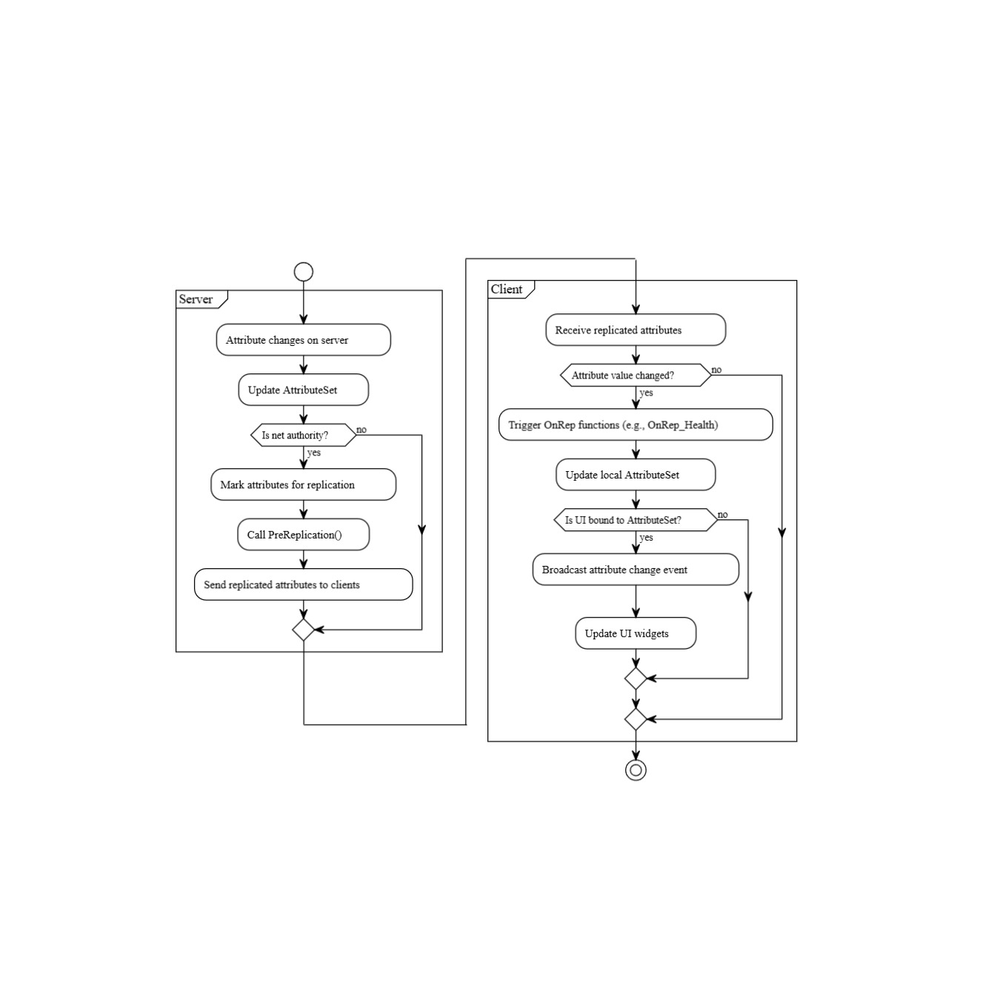 Server
Attribute changes on server
Update AttributeSet
Is net authority?
no
yes
Mark attributes for replication
Call PreReplication()
Send replicated attributes to clients
Client
Receive replicated attributes
Attribute value changed?
no
yes
Trigger OnRep functions (e.g., OnRep_Health)
Update local AttributeSet
Is UI bound to AttributeSet?
no
yes
Broadcast attribute change event
Update UI widgets